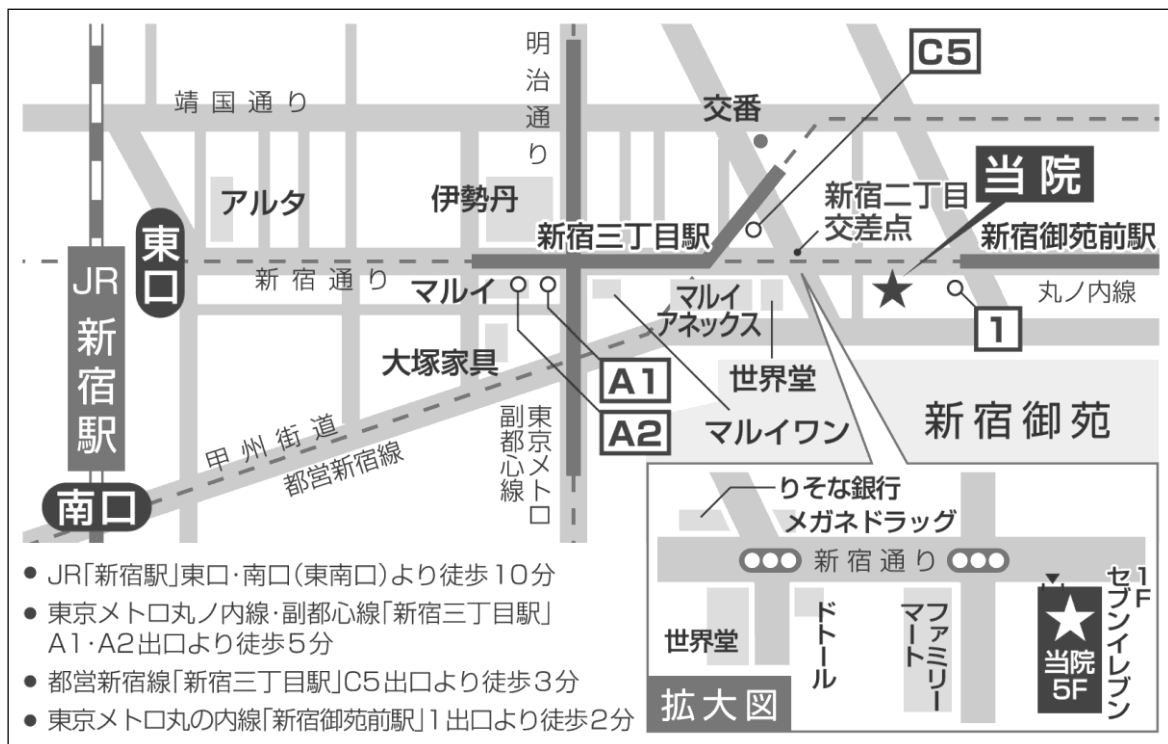 明治通り
C5
靖国通り
交番
当院
アルタ
伊勢丹
新宿二丁目
交差点
東口
新宿三丁目駅
新宿御苑前駅
JR新宿駅
新宿通り
マルイ
マルイ
アネックス
丸ノ内線
1
大塚家具
A1
世界堂
A2
マルイワン
新宿御苑
甲州街道
都営新宿線
東京メトロ
副都心線
南口
りそな銀行
メガネドラッグ
新宿通り
1F
セブンイレブン
世界堂
ドトール
ファミリー
マート
当院
5F
拡大図
● JR「新宿駅」東口・南口(東南口)より徒歩10分
● 東京メトロ丸ノ内線・副都心線「新宿三丁目駅」
A1・A2出口より徒歩5分
● 都営新宿線「新宿三丁目駅」C5出口より徒歩3分
● 東京メトロ丸の内線「新宿御苑前駅」1出口より徒歩2分